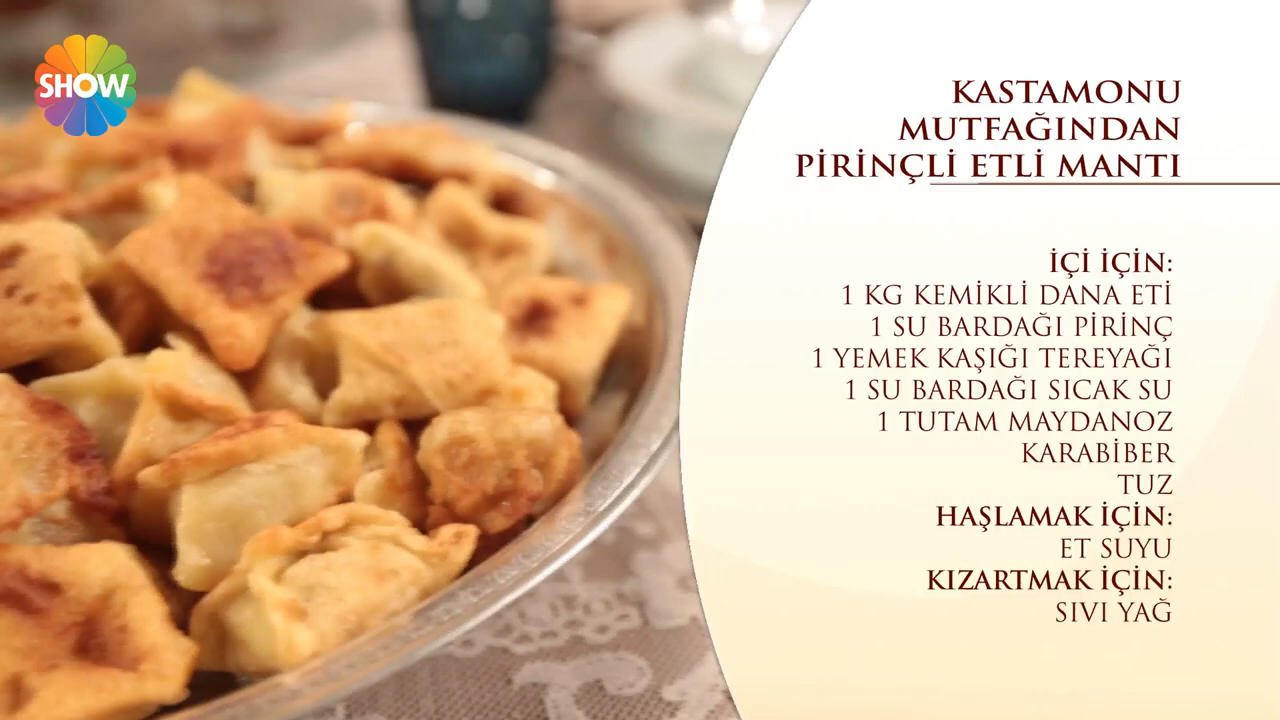 SHOW
KASTAMONU
MUTFAĞINDAN
PİRİNÇLİ ETLİ MANTI
İÇİ İÇİN:
1 KG KEMİKLİ DANA ETİ
1 SU BARDAĞI PİRİNÇ
1 YEMEK KAŞIĞI TEREYAĞI
1 SU BARDAĞI SICAK SU
1 TUTAM MAYDANOZ
KARABİBER
TUZ
HAŞLAMAK İÇİN:
ET SUYU
KIZARTMAK İÇİN:
SIVI YAĞ